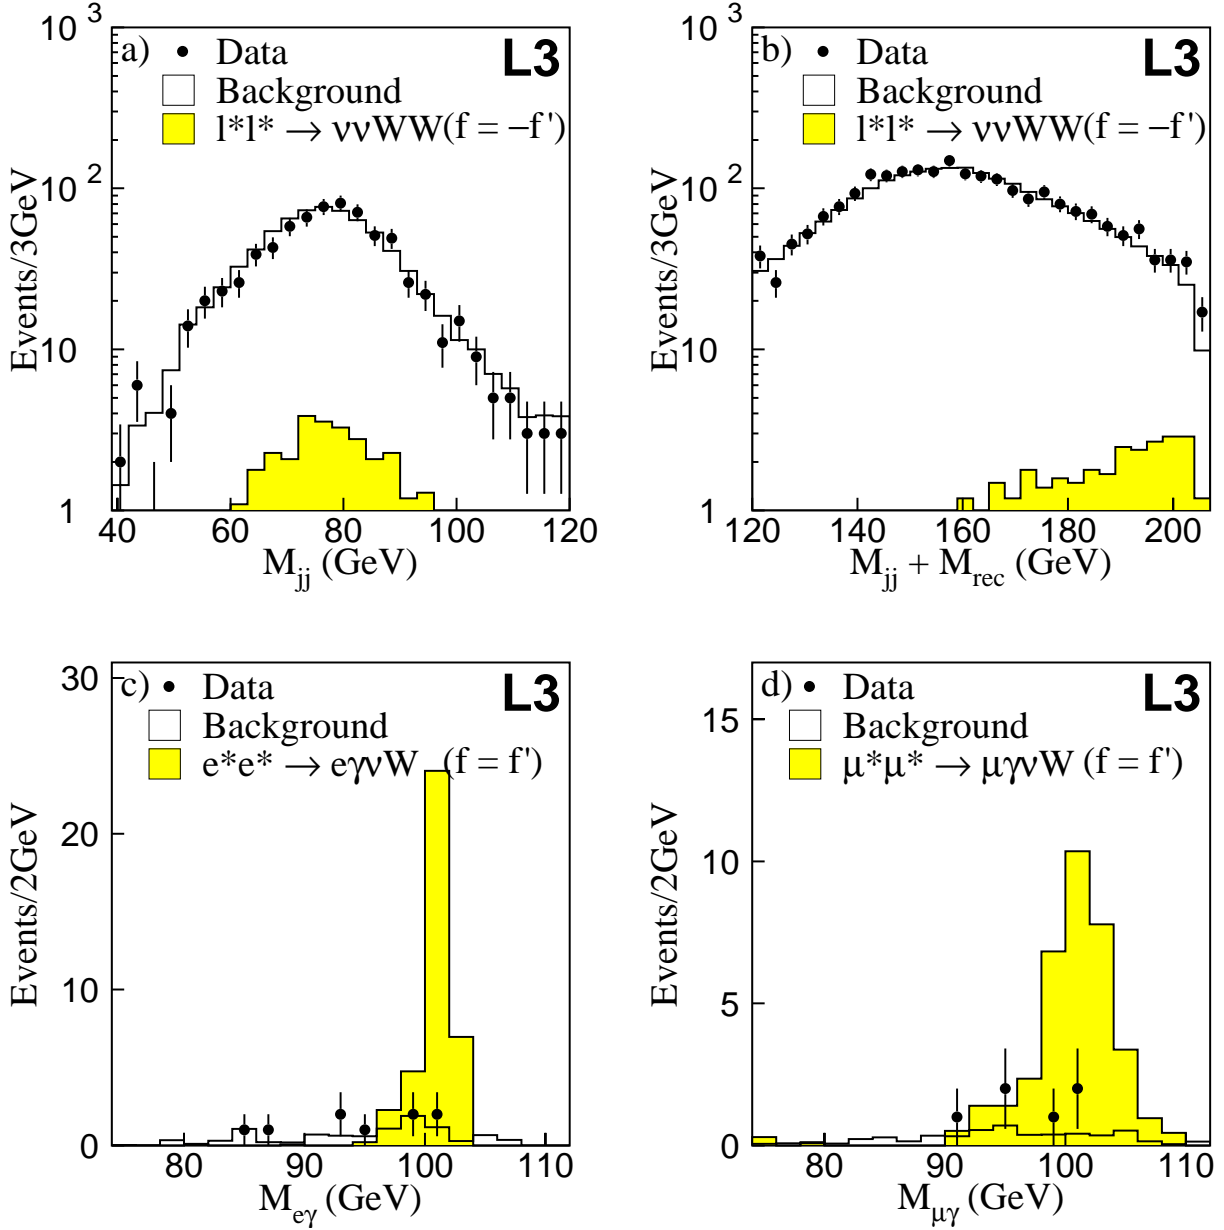 a) Data L3
Background
l*l* → ννWW(f = −f')
Events/3GeV
10³
10²
10
1
40 60 80 100 120
M_jj (GeV)
b) Data L3
Background
l*l* → ννWW(f = −f')
Events/3GeV
10³
10²
10
1
120 140 160 180 200
M_jj + M_rec (GeV)
c) Data L3
Background
e*e* → eγνW (f = f')
Events/2GeV
30
20
10
0
80 90 100 110
M_eγ (GeV)
d) Data L3
Background
μ*μ* → μγνW (f = f')
Events/2GeV
15
10
5
0
80 90 100 110
M_μγ (GeV)